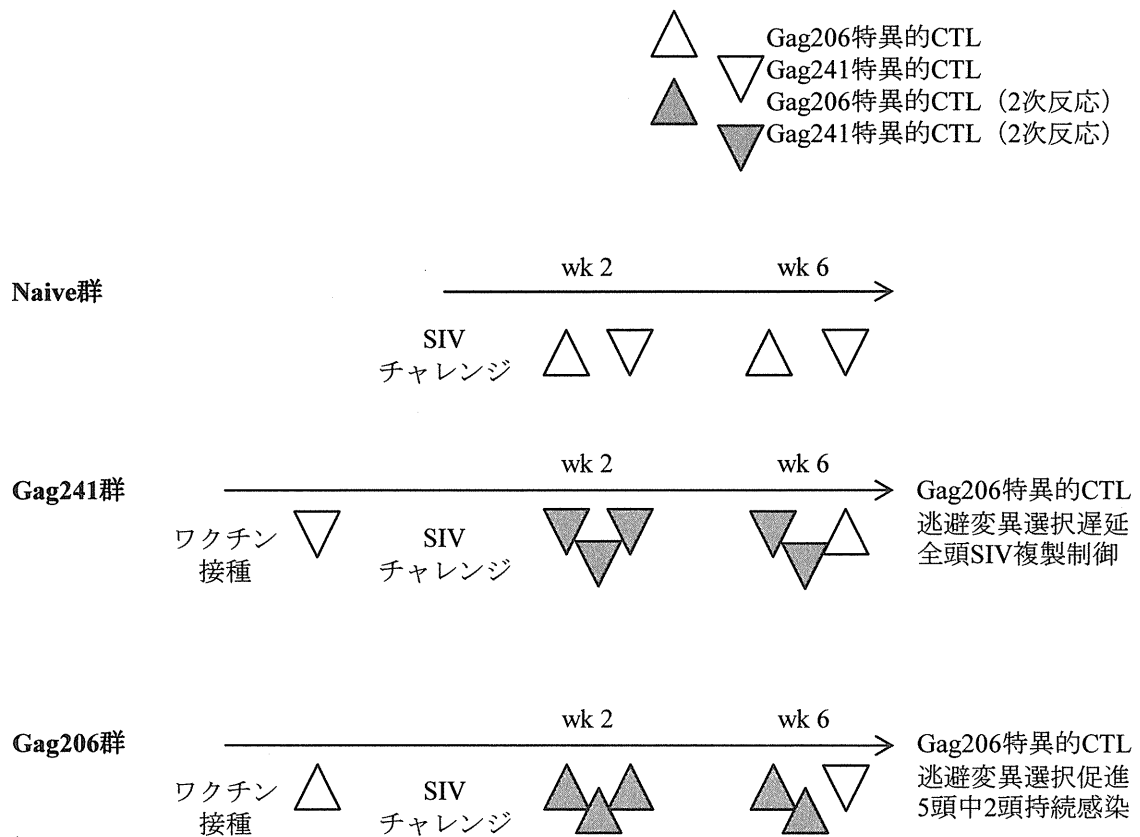 Gag206特異的CTL
Gag241特異的CTL
Gag206特異的CTL（2次反応）
Gag241特異的CTL（2次反応）
Naive群
wk 2
wk 6
SIV
チャレンジ
Gag241群
wk 2
wk 6
ワクチン
接種
SIV
チャレンジ
Gag206特異的CTL
逃避変異選択遅延
全頭SIV複製制御
Gag206群
wk 2
wk 6
ワクチン
接種
SIV
チャレンジ
Gag206特異的CTL
逃避変異選択促進
5頭中2頭持続感染